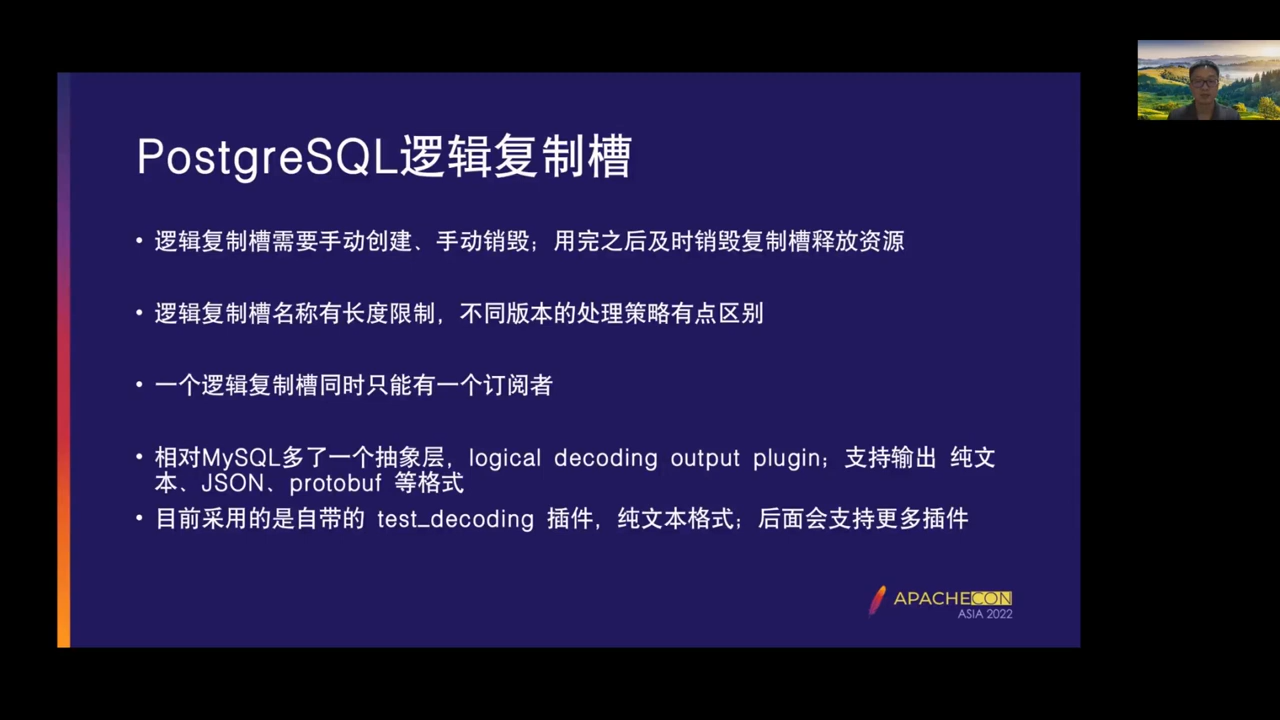 PostgreSQL逻辑复制槽
• 逻辑复制槽需要手动创建、手动销毁；用完之后及时销毁复制槽释放资源
• 逻辑复制槽名称有长度限制，不同版本的处理策略有点区别
• 一个逻辑复制槽同时只能有一个订阅者
• 相对MySQL多了一个抽象层，logical decoding output plugin；支持输出 纯文
本、JSON、protobuf 等格式
• 目前采用的是自带的 test_decoding 插件，纯文本格式；后面会支持更多插件
APACHECON
ASIA 2022